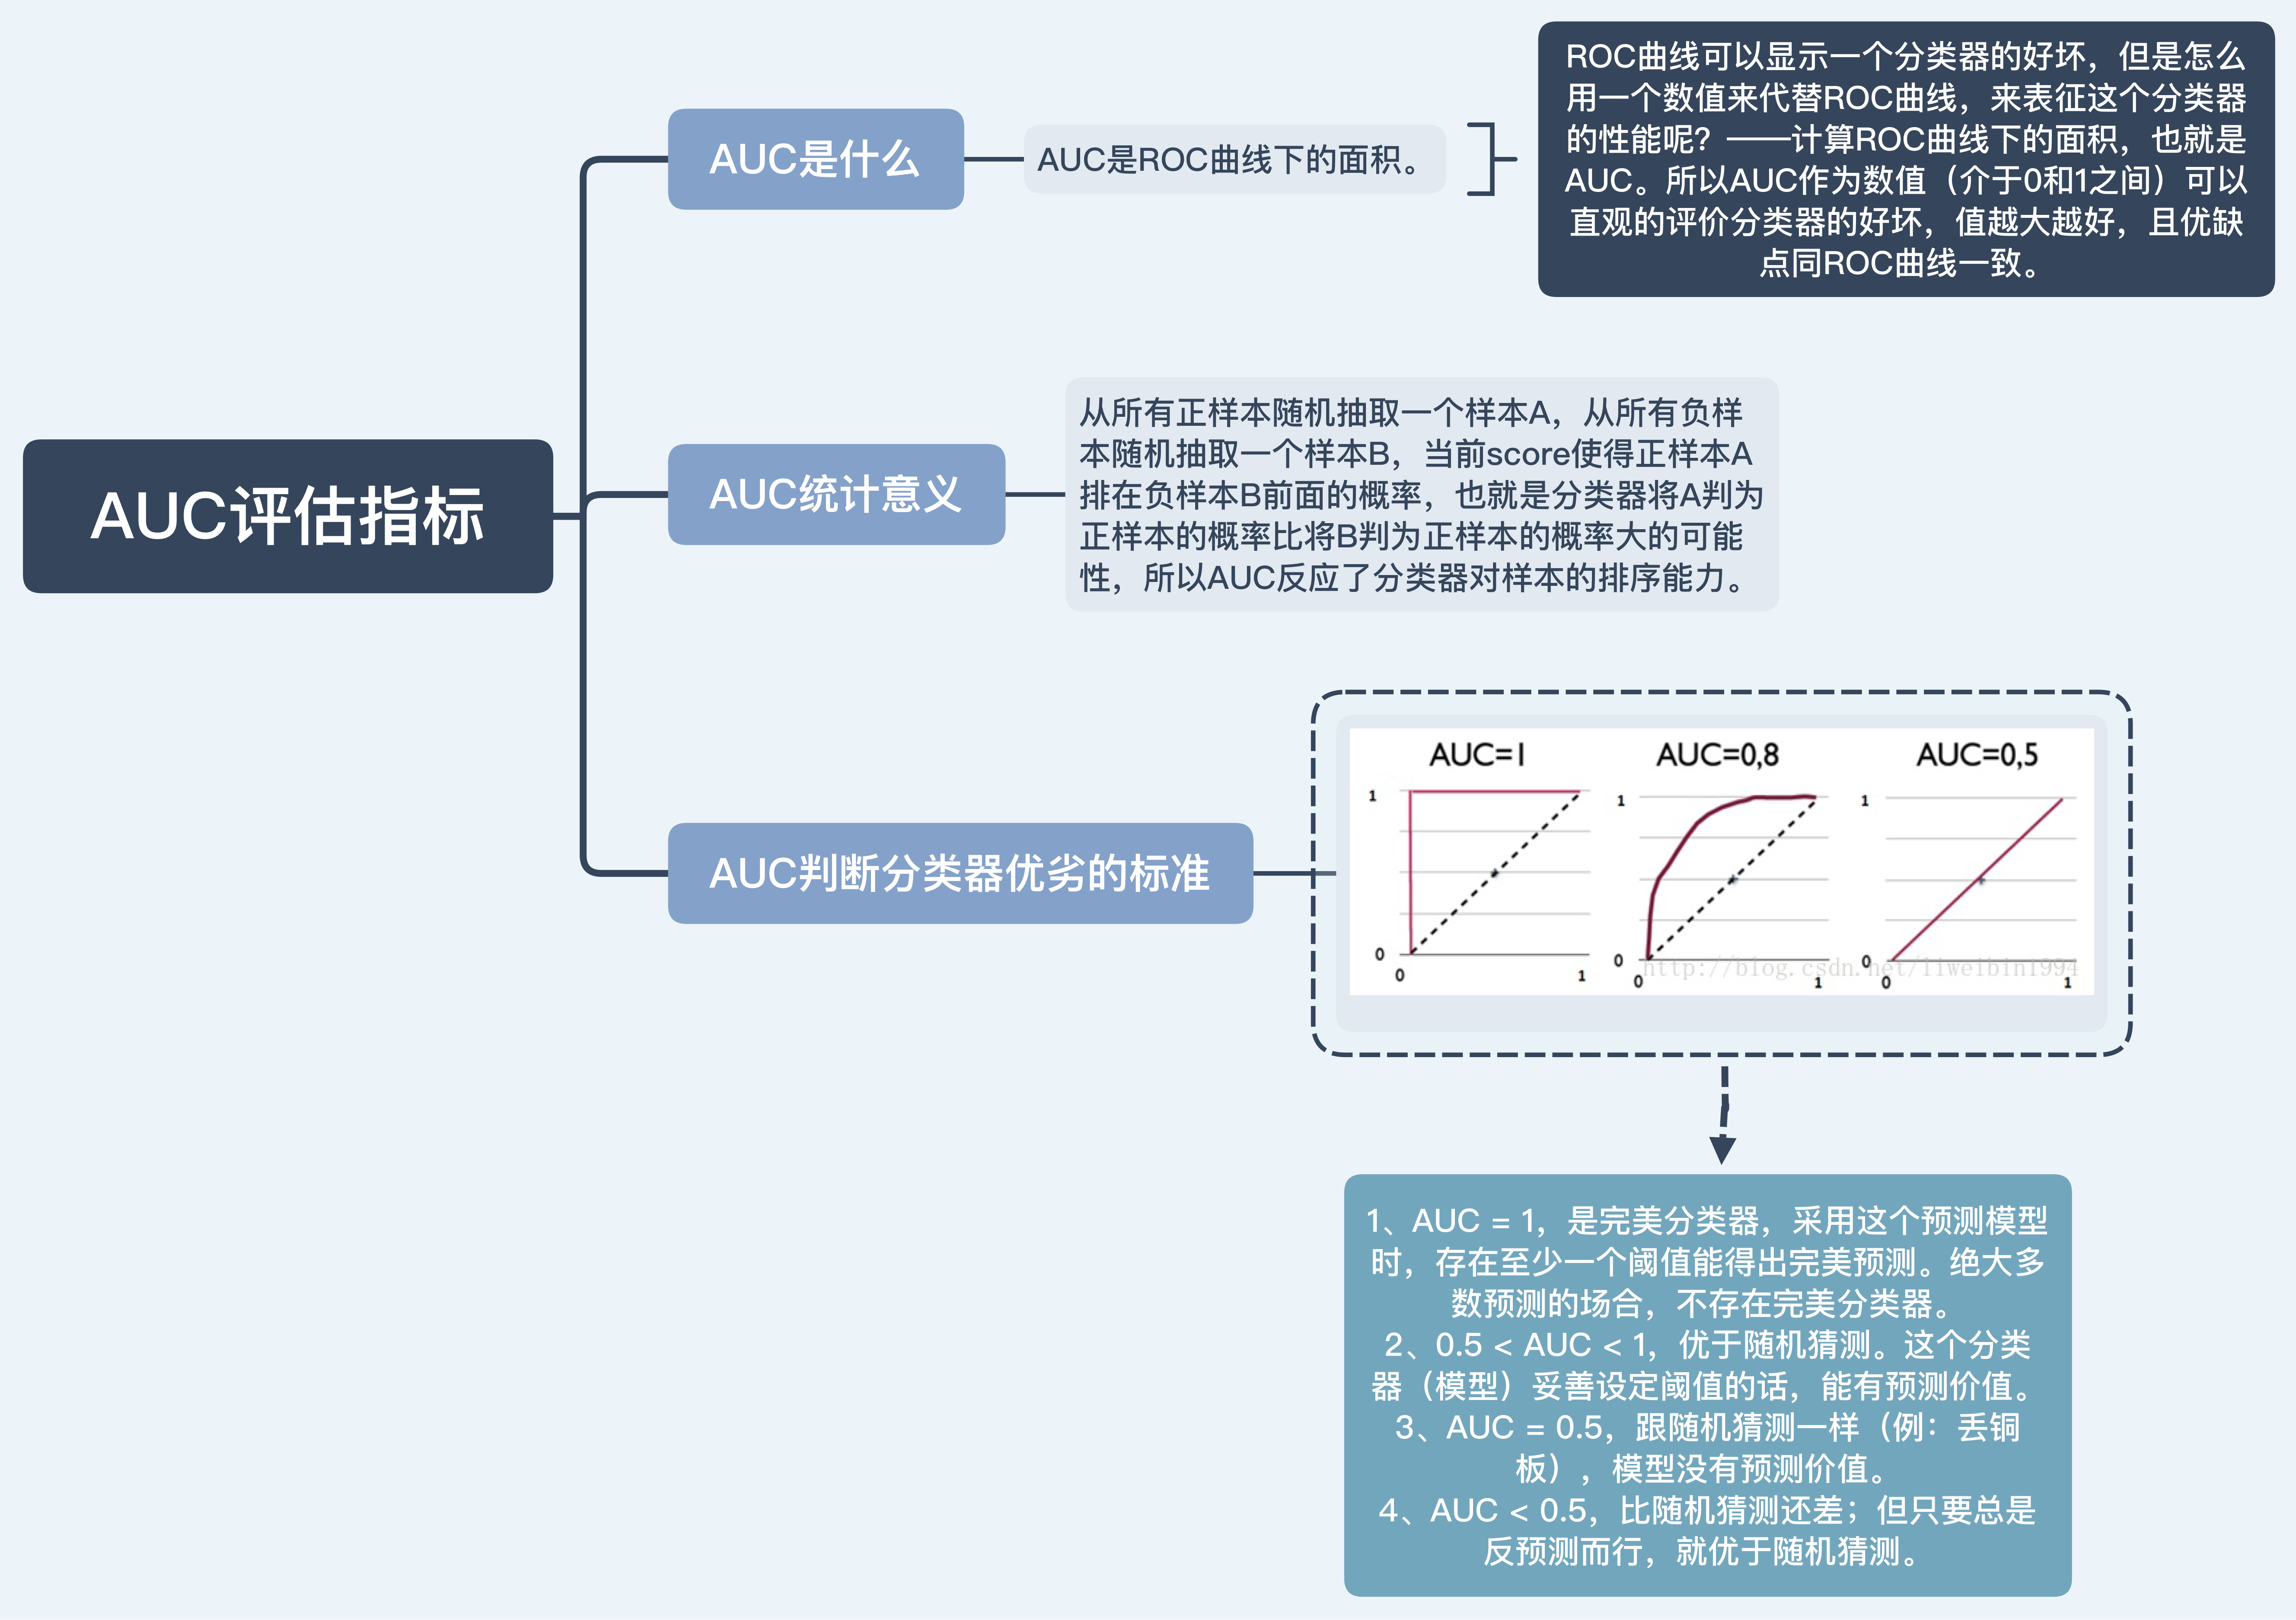 AUC评估指标
AUC是什么
AUC是ROC曲线下的面积。
ROC曲线可以显示一个分类器的好坏，但是怎么
用一个数值来代替ROC曲线，来表征这个分类器
的性能呢？——计算ROC曲线下的面积，也就是
AUC。所以AUC作为数值（介于0和1之间）可以
直观的评价分类器的好坏，值越大越好，且优缺
点同ROC曲线一致。
AUC统计意义
从所有正样本随机抽取一个样本A，从所有负样
本随机抽取一个样本B，当前score使得正样本A
排在负样本B前面的概率，也就是分类器将A判为
正样本的概率比将B判为正样本的概率大的可能
性，所以AUC反应了分类器对样本的排序能力。
AUC判断分类器优劣的标准
AUC=1
1
0
0
1
AUC=0,8
1
0
0
1
AUC=0,5
1
0
0
1
http://blog.csdn.net/liweibin1994
1、AUC = 1，是完美分类器，采用这个预测模型
时，存在至少一个阈值能得出完美预测。绝大多
数预测的场合，不存在完美分类器。
2、0.5 < AUC < 1，优于随机猜测。这个分类
器（模型）妥善设定阈值的话，能有预测价值。
3、AUC = 0.5，跟随机猜测一样（例：丢铜
板），模型没有预测价值。
4、AUC < 0.5，比随机猜测还差；但只要总是
反预测而行，就优于随机猜测。